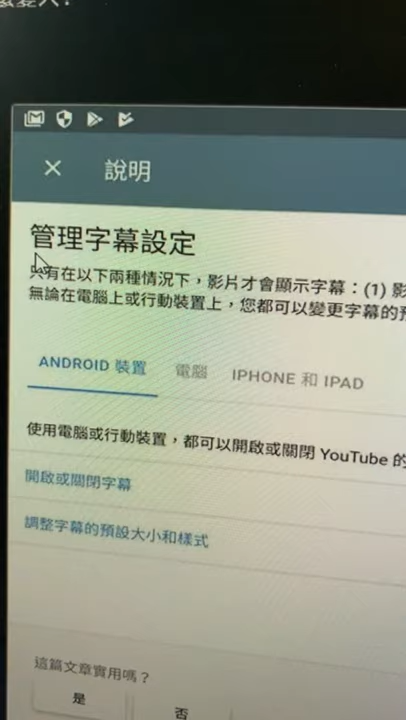 說明
管理字幕設定
只有在以下兩種情況下，影片才會顯示字幕：(1) 影
無論在電腦上或行動裝置上，您都可以變更字幕的預
ANDROID 裝置 電腦 IPHONE 和 IPAD
使用電腦或行動裝置，都可以開啟或關閉 YouTube 的
開啟或關閉字幕
調整字幕的預設大小和樣式
這篇文章實用嗎？
是 否